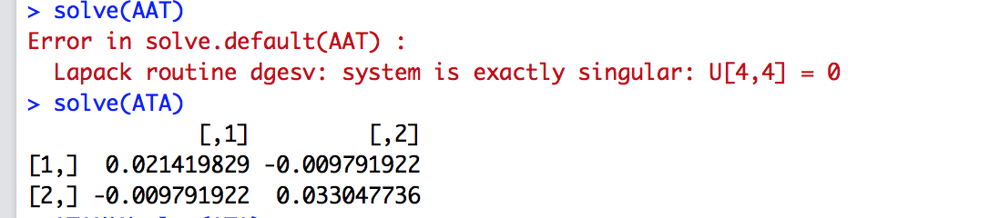 > solve(AAT)
Error in solve.default(AAT) :
  Lapack routine dgesv: system is exactly singular: U[4,4] = 0
> solve(ATA)
             [,1]         [,2]
[1,]  0.021419829 -0.009791922
[2,] -0.009791922  0.033047736